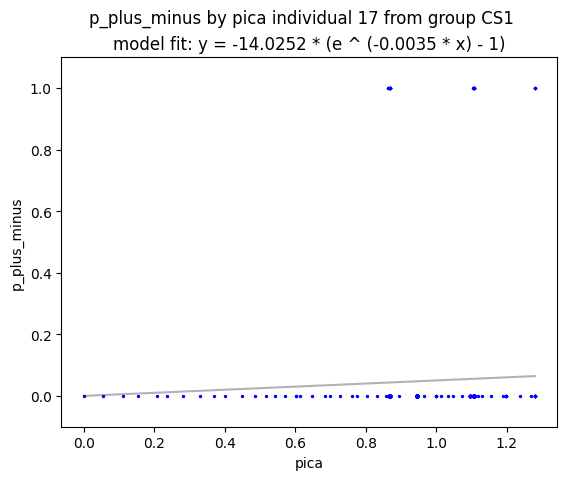 p_plus_minus by pica individual 17 from group CS1
model fit: y = -14.0252 * (e ^ (-0.0035 * x) - 1)
1.0
0.8
0.6
0.4
0.2
0.0
p_plus_minus
0.0 0.2 0.4 0.6 0.8 1.0 1.2
pica